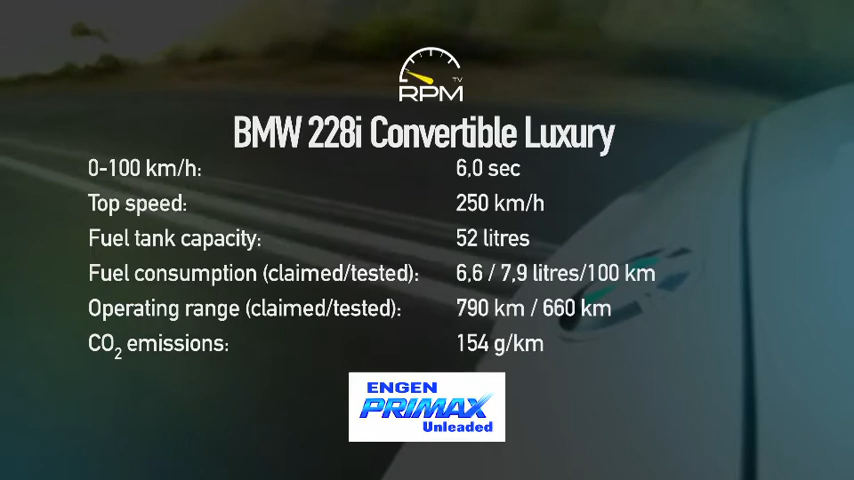 TV
RPM
BMW 228i Convertible Luxury
0-100 km/h: 6,0 sec
Top speed: 250 km/h
Fuel tank capacity: 52 litres
Fuel consumption (claimed/tested): 6,6 / 7,9 litres/100 km
Operating range (claimed/tested): 790 km / 660 km
CO₂ emissions: 154 g/km
ENGEN
PRIMAX
Unleaded